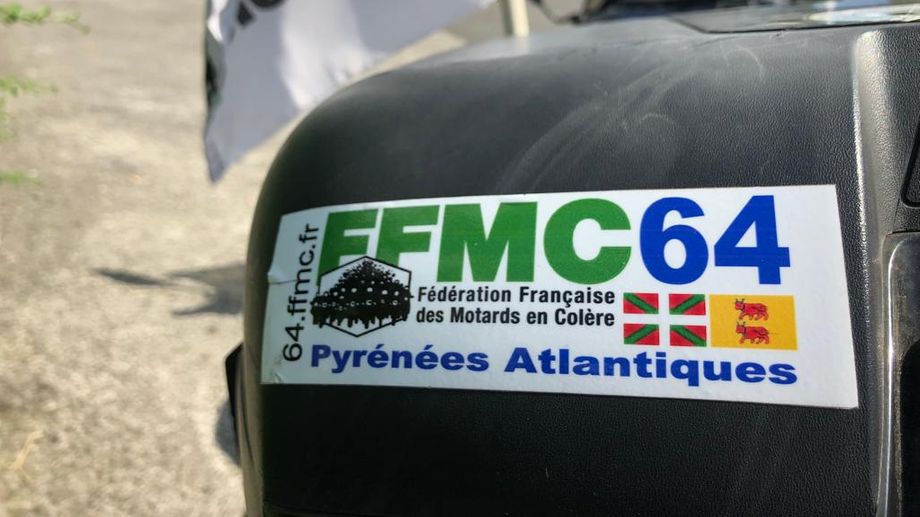 64.ffmc.fr
FFMC64
Fédération Française
des Motards en Colère
Pyrénées Atlantiques